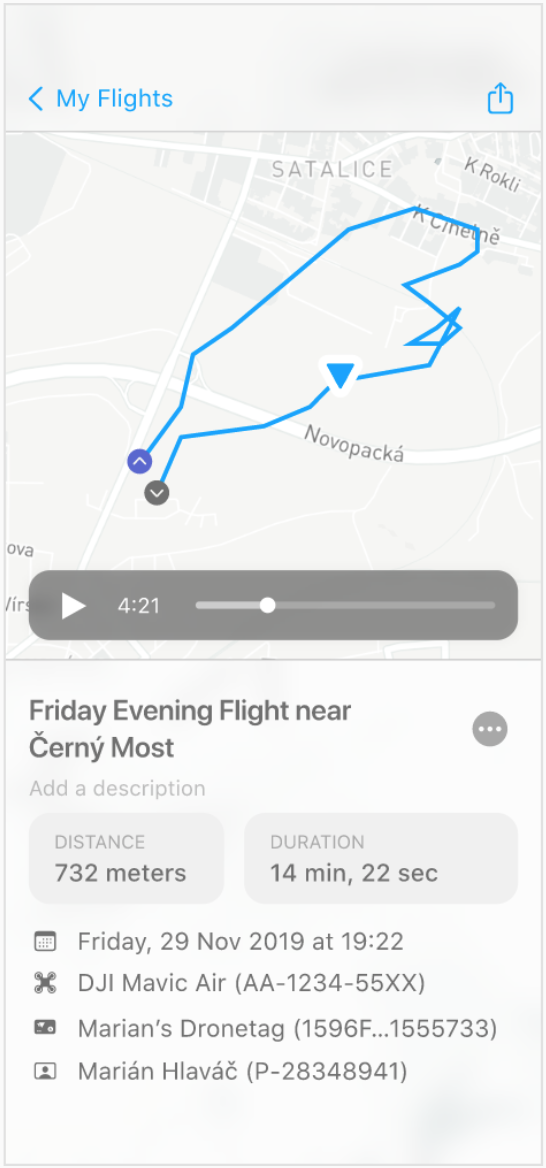 My Flights
SATALICE
K Rokli
K Cihelně
Novopacká
ova
Vírs
4:21
Friday Evening Flight near
Černý Most
Add a description
DISTANCE
732 meters
DURATION
14 min, 22 sec
Friday, 29 Nov 2019 at 19:22
DJI Mavic Air (AA-1234-55XX)
Marian’s Dronetag (1596F...1555733)
Marián Hlaváč (P-28348941)